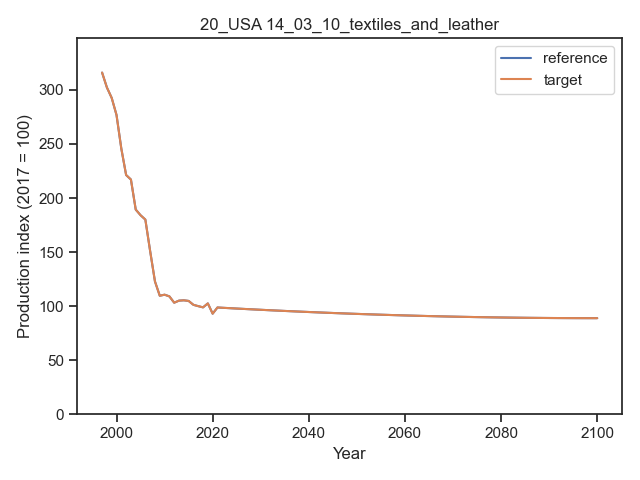 20_USA 14_03_10_textiles_and_leather
reference
target
Production index (2017 = 100)
300
250
200
150
100
50
0
2000 2020 2040 2060 2080 2100
Year